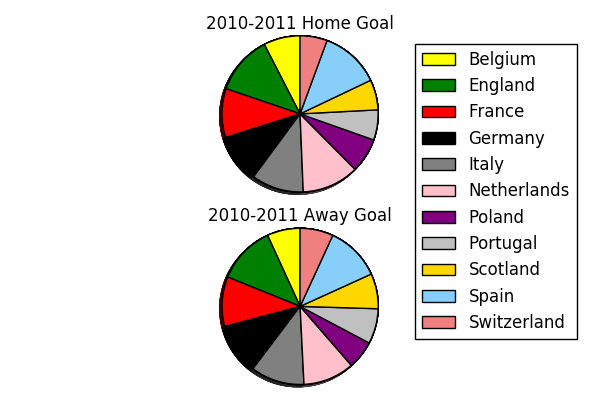 2010-2011 Home Goal
2010-2011 Away Goal
Belgium
England
France
Germany
Italy
Netherlands
Poland
Portugal
Scotland
Spain
Switzerland